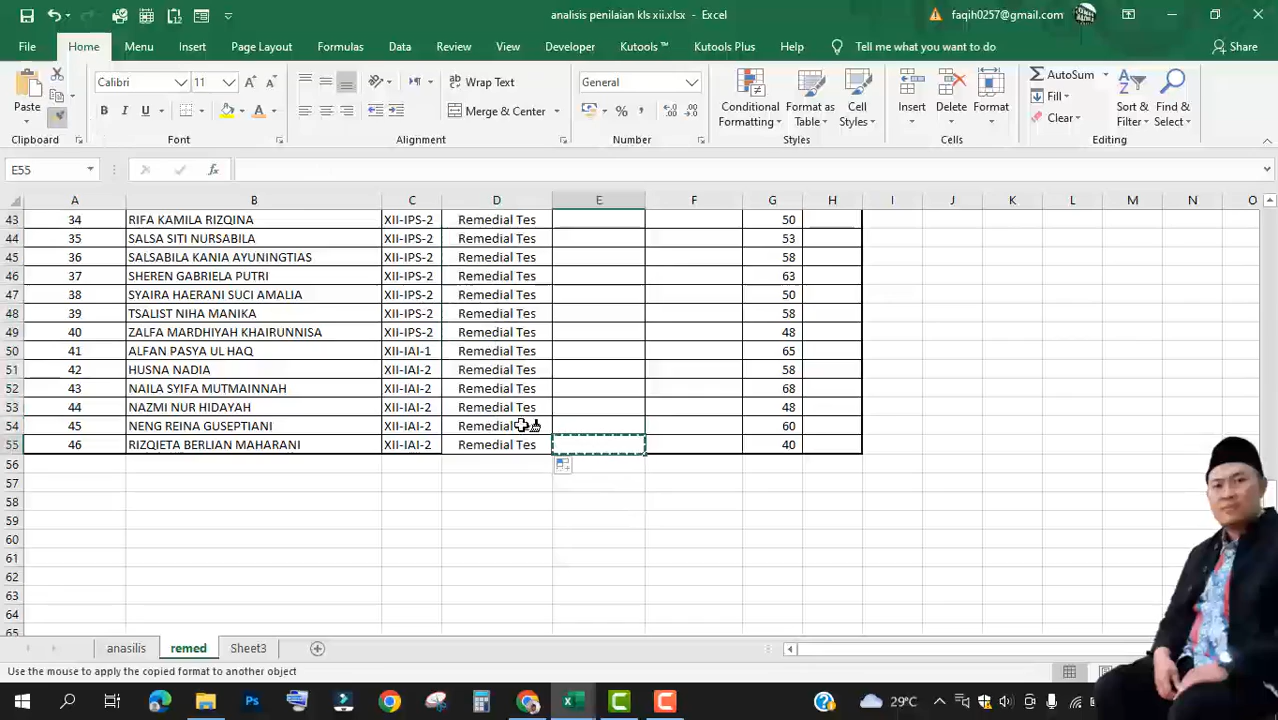 analisis penilaian kls xii.xlsx - Excel
faqih0257@gmail.com
File Home Menu Insert Page Layout Formulas Data Review View Developer Kutools ™ Kutools Plus Help Tell me what you want to do Share
Paste
Calibri 11
B I U
Wrap Text
Merge & Center
General
Conditional Formatting
Format as Table
Cell Styles
Insert
Delete
Format
AutoSum
Fill
Clear
Sort & Filter
Find & Select
Clipboard Font Alignment Number Styles Cells Editing
E55 fx
A B C D E F G H I J K L M N O
43 34 RIFA KAMILA RIZQINA XII-IPS-2 Remedial Tes 50
44 35 SALSA SITI NURSABILA XII-IPS-2 Remedial Tes 53
45 36 SALSABILA KANIA AYUNINGTIAS XII-IPS-2 Remedial Tes 58
46 37 SHEREN GABRIELA PUTRI XII-IPS-2 Remedial Tes 63
47 38 SYAIRA HAERANI SUCI AMALIA XII-IPS-2 Remedial Tes 50
48 39 TSALIST NIHA MANIKA XII-IPS-2 Remedial Tes 58
49 40 ZALFA MARDHIYAH KHAIRUNNISA XII-IPS-2 Remedial Tes 48
50 41 ALFAN PASYA UL HAQ XII-IAI-1 Remedial Tes 65
51 42 HUSNA NADIA XII-IAI-2 Remedial Tes 58
52 43 NAILA SYIFA MUTMAINNAH XII-IAI-2 Remedial Tes 68
53 44 NAZMI NUR HIDAYAH XII-IAI-2 Remedial Tes 48
54 45 NENG REINA GUSEPTIANI XII-IAI-2 Remedial 60
55 46 RIZQIETA BERLIAN MAHARANI XII-IAI-2 Remedial Tes 40
56
57
58
59
60
61
62
63
64
65
anasilis remed Sheet3
Use the mouse to apply the copied format to another object
Ps 29°C